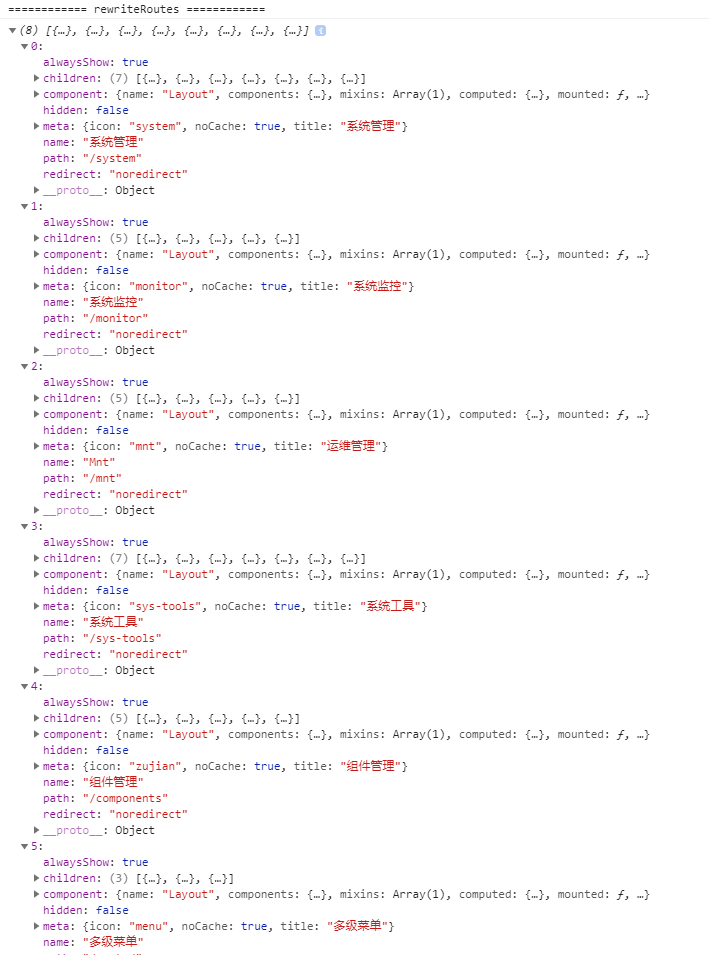 ============ rewriteRoutes ============
(8) [{…}, {…}, {…}, {…}, {…}, {…}, {…}, {…}] i
0:
alwaysShow: true
children: (7) [{…}, {…}, {…}, {…}, {…}, {…}, {…}]
component: {name: "Layout", components: {…}, mixins: Array(1), computed: {…}, mounted: ƒ, …}
hidden: false
meta: {icon: "system", noCache: true, title: "系统管理"}
name: "系统管理"
path: "/system"
redirect: "noredirect"
__proto__: Object
1:
alwaysShow: true
children: (5) [{…}, {…}, {…}, {…}, {…}]
component: {name: "Layout", components: {…}, mixins: Array(1), computed: {…}, mounted: ƒ, …}
hidden: false
meta: {icon: "monitor", noCache: true, title: "系统监控"}
name: "系统监控"
path: "/monitor"
redirect: "noredirect"
__proto__: Object
2:
alwaysShow: true
children: (5) [{…}, {…}, {…}, {…}, {…}]
component: {name: "Layout", components: {…}, mixins: Array(1), computed: {…}, mounted: ƒ, …}
hidden: false
meta: {icon: "mnt", noCache: true, title: "运维管理"}
name: "Mnt"
path: "/mnt"
redirect: "noredirect"
__proto__: Object
3:
alwaysShow: true
children: (7) [{…}, {…}, {…}, {…}, {…}, {…}, {…}]
component: {name: "Layout", components: {…}, mixins: Array(1), computed: {…}, mounted: ƒ, …}
hidden: false
meta: {icon: "sys-tools", noCache: true, title: "系统工具"}
name: "系统工具"
path: "/sys-tools"
redirect: "noredirect"
__proto__: Object
4:
alwaysShow: true
children: (5) [{…}, {…}, {…}, {…}, {…}]
component: {name: "Layout", components: {…}, mixins: Array(1), computed: {…}, mounted: ƒ, …}
hidden: false
meta: {icon: "zujian", noCache: true, title: "组件管理"}
name: "组件管理"
path: "/components"
redirect: "noredirect"
__proto__: Object
5:
alwaysShow: true
children: (3) [{…}, {…}, {…}]
component: {name: "Layout", components: {…}, mixins: Array(1), computed: {…}, mounted: ƒ, …}
hidden: false
meta: {icon: "menu", noCache: true, title: "多级菜单"}
name: "多级菜单"